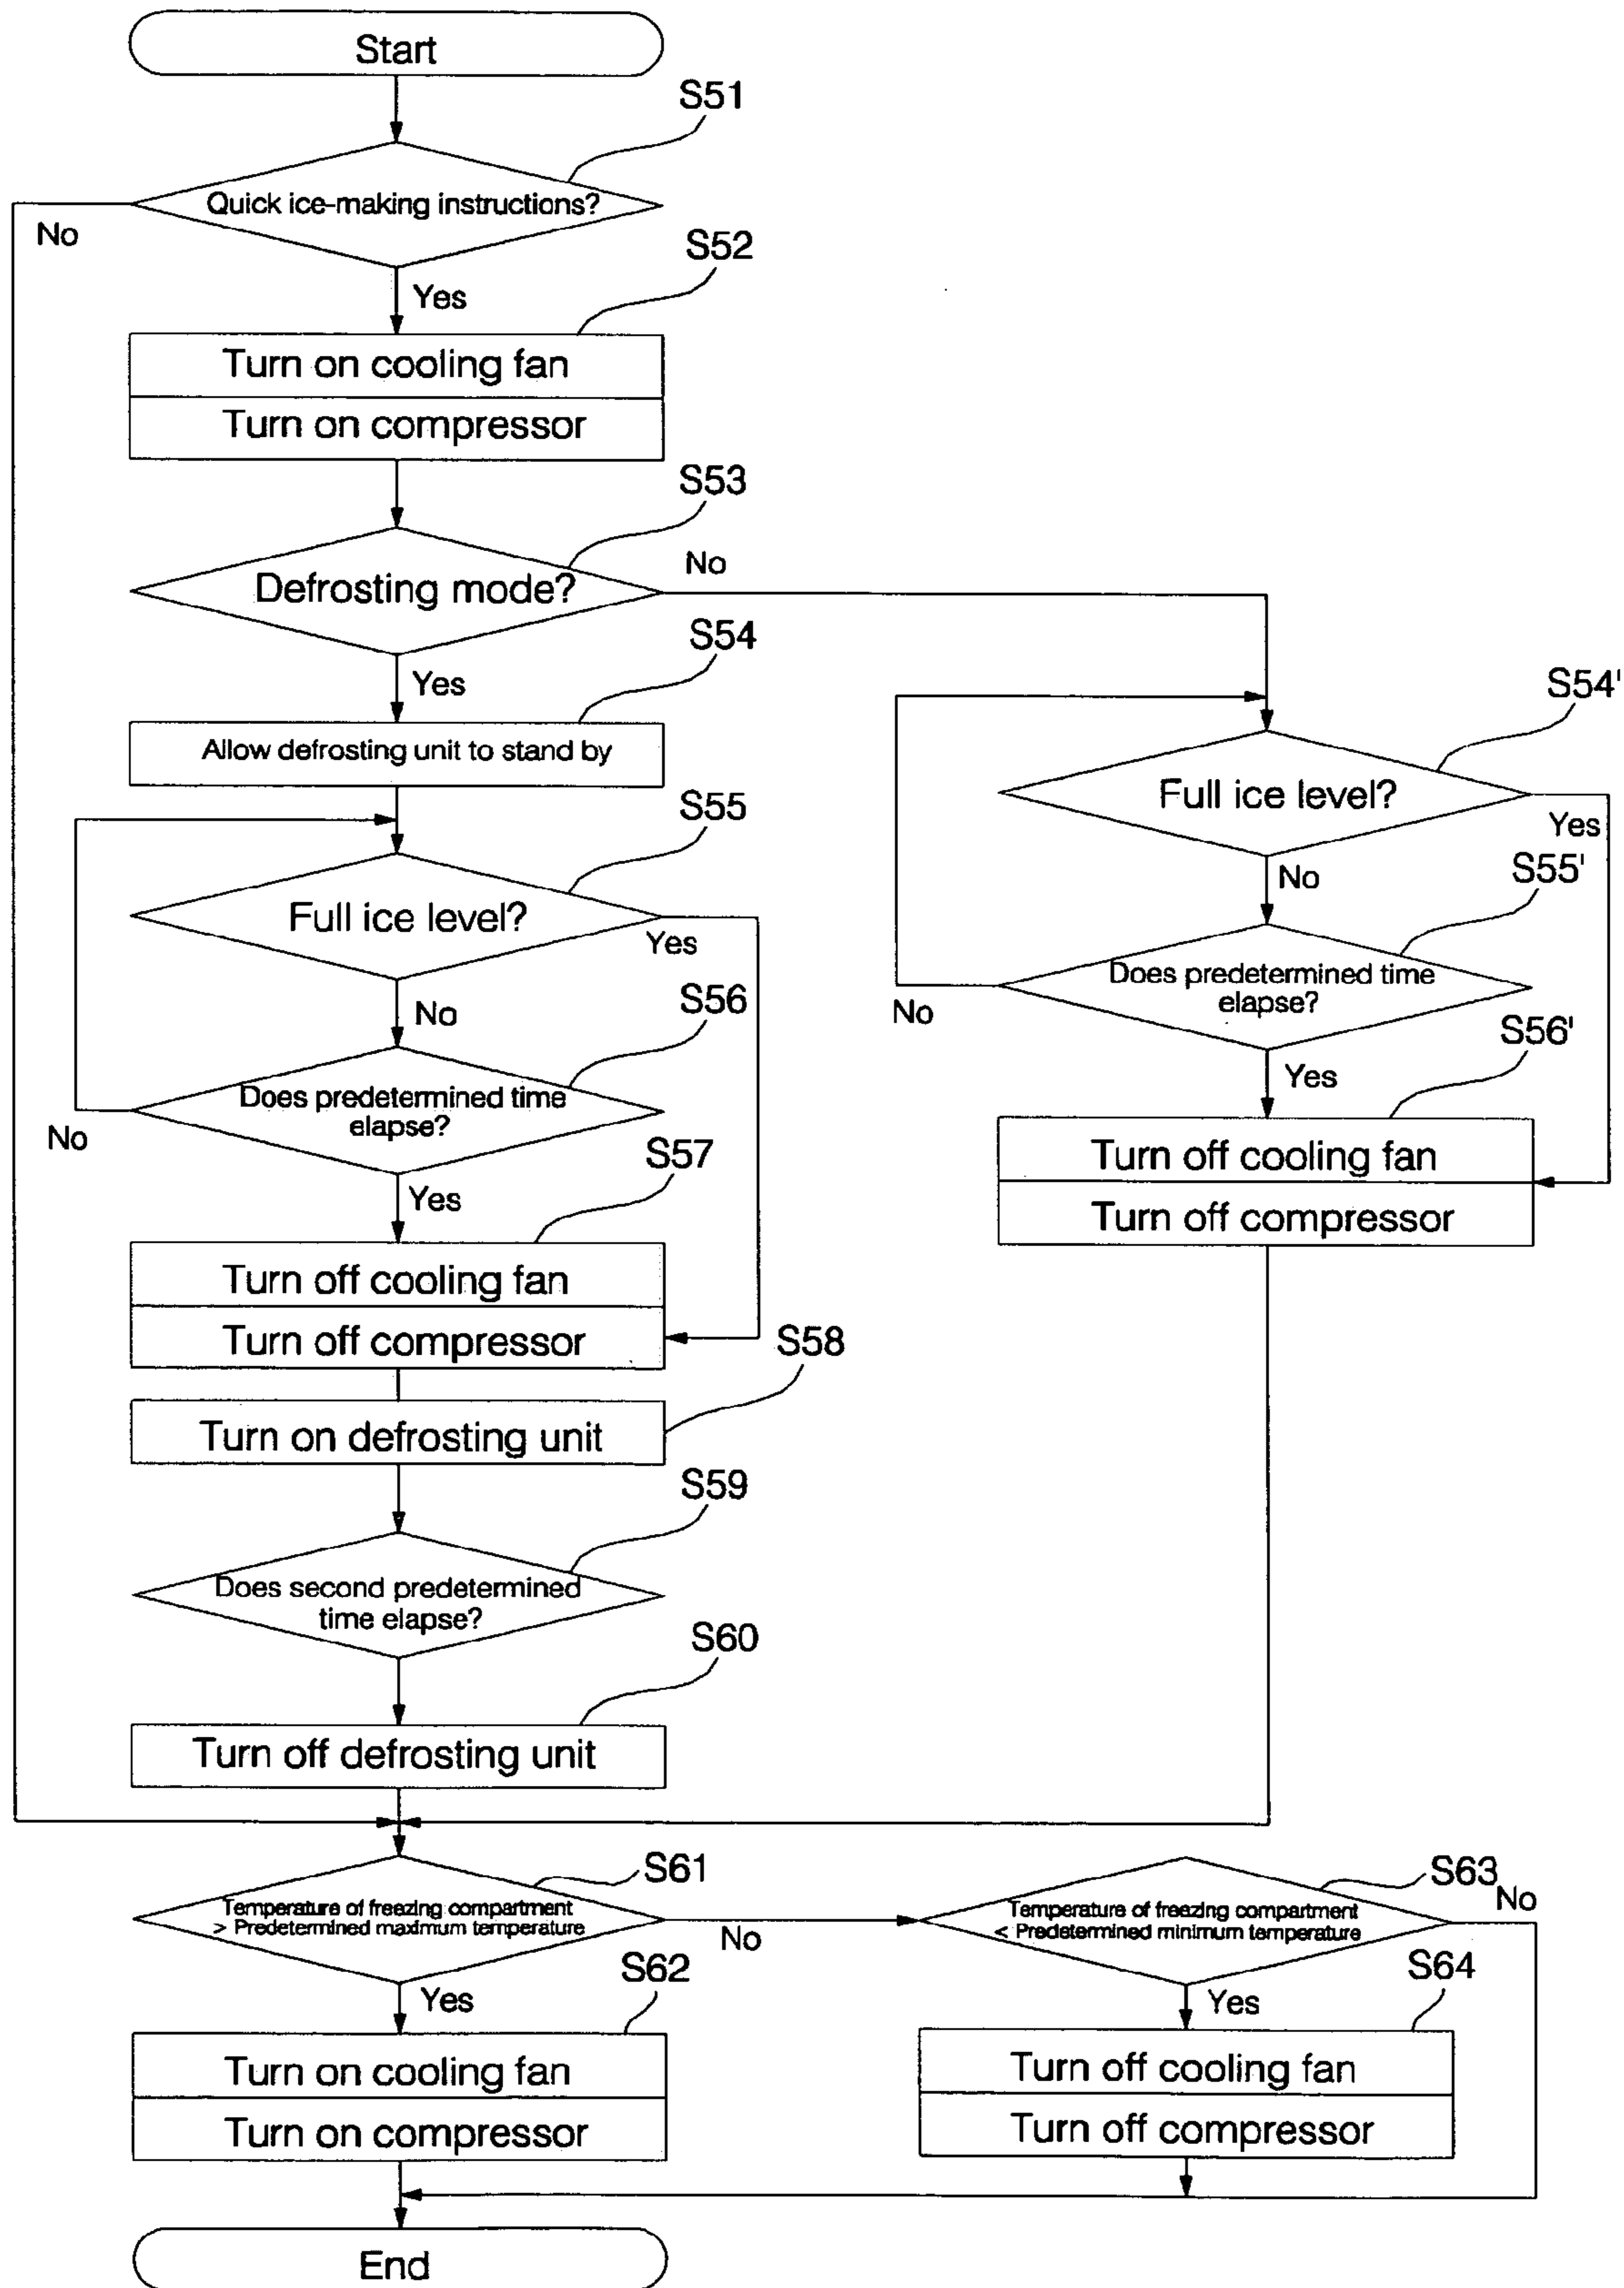 Start
S51
Quick ice-making instructions?
No
S52
Yes
Turn on cooling fan
Turn on compressor
S53
Defrosting mode?
No
S54
Yes
Allow defrosting unit to stand by
S54'
Full ice level?
Yes
S55
Full ice level?
Yes
No
S55'
Does predetermined time
elapse?
No
No
S56
Does predetermined time
elapse?
No
S56'
Yes
Turn off cooling fan
Turn off compressor
S57
Yes
Turn off cooling fan
Turn off compressor
S58
Turn on defrosting unit
S59
Does second predetermined
time elapse?
S60
Turn off defrosting unit
S61
Temperature of freezing compartment
> Predetermined maximum temperature
No
S63
Temperature of freezing compartment
< Predetermined minimum temperature
No
S62
Yes
Turn on cooling fan
Turn on compressor
S64
Yes
Turn off cooling fan
Turn off compressor
End